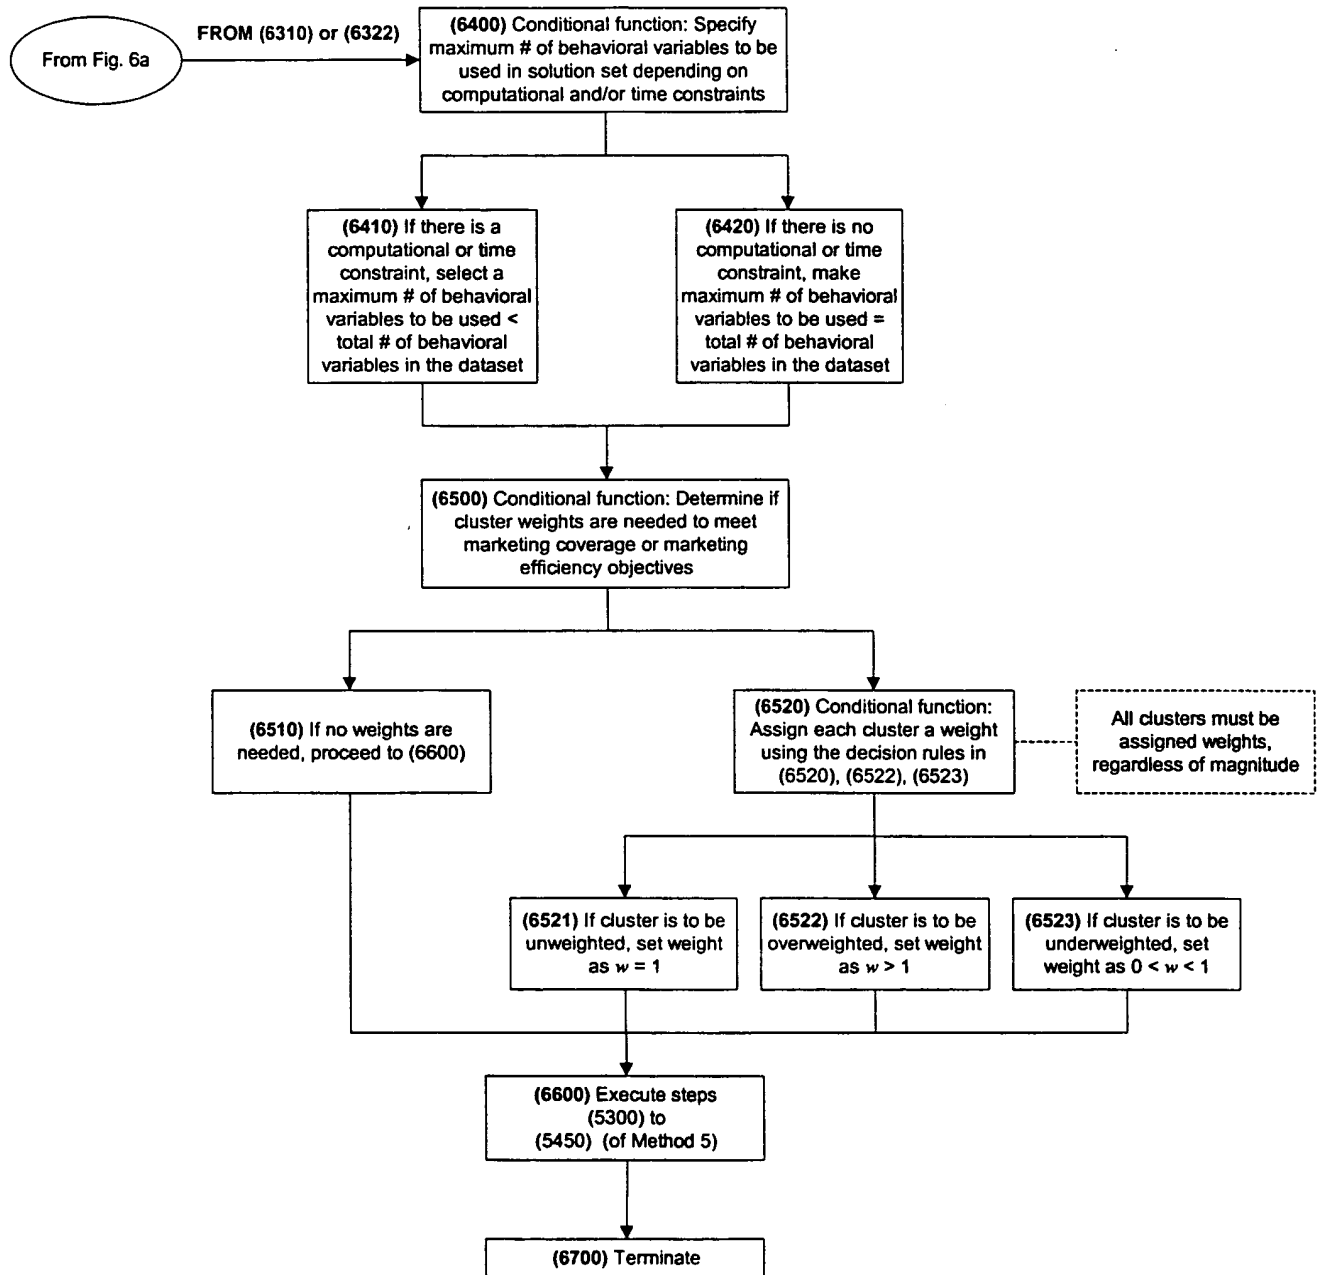 From Fig. 6a
FROM (6310) or (6322)
(6400) Conditional function: Specify
maximum # of behavioral variables to be
used in solution set depending on
computational and/or time constraints
(6410) If there is a
computational or time
constraint, select a
maximum # of behavioral
variables to be used <
total # of behavioral
variables in the dataset
(6420) If there is no
computational or time
constraint, make
maximum # of behavioral
variables to be used =
total # of behavioral
variables in the dataset
(6500) Conditional function: Determine if
cluster weights are needed to meet
marketing coverage or marketing
efficiency objectives
(6510) If no weights are
needed, proceed to (6600)
(6520) Conditional function:
Assign each cluster a weight
using the decision rules in
(6520), (6522), (6523)
All clusters must be
assigned weights,
regardless of magnitude
(6521) If cluster is to be
unweighted, set weight
as w = 1
(6522) If cluster is to be
overweighted, set weight
as w > 1
(6523) If cluster is to be
underweighted, set
weight as 0 < w < 1
(6600) Execute steps
(5300) to
(5450) (of Method 5)
(6700) Terminate